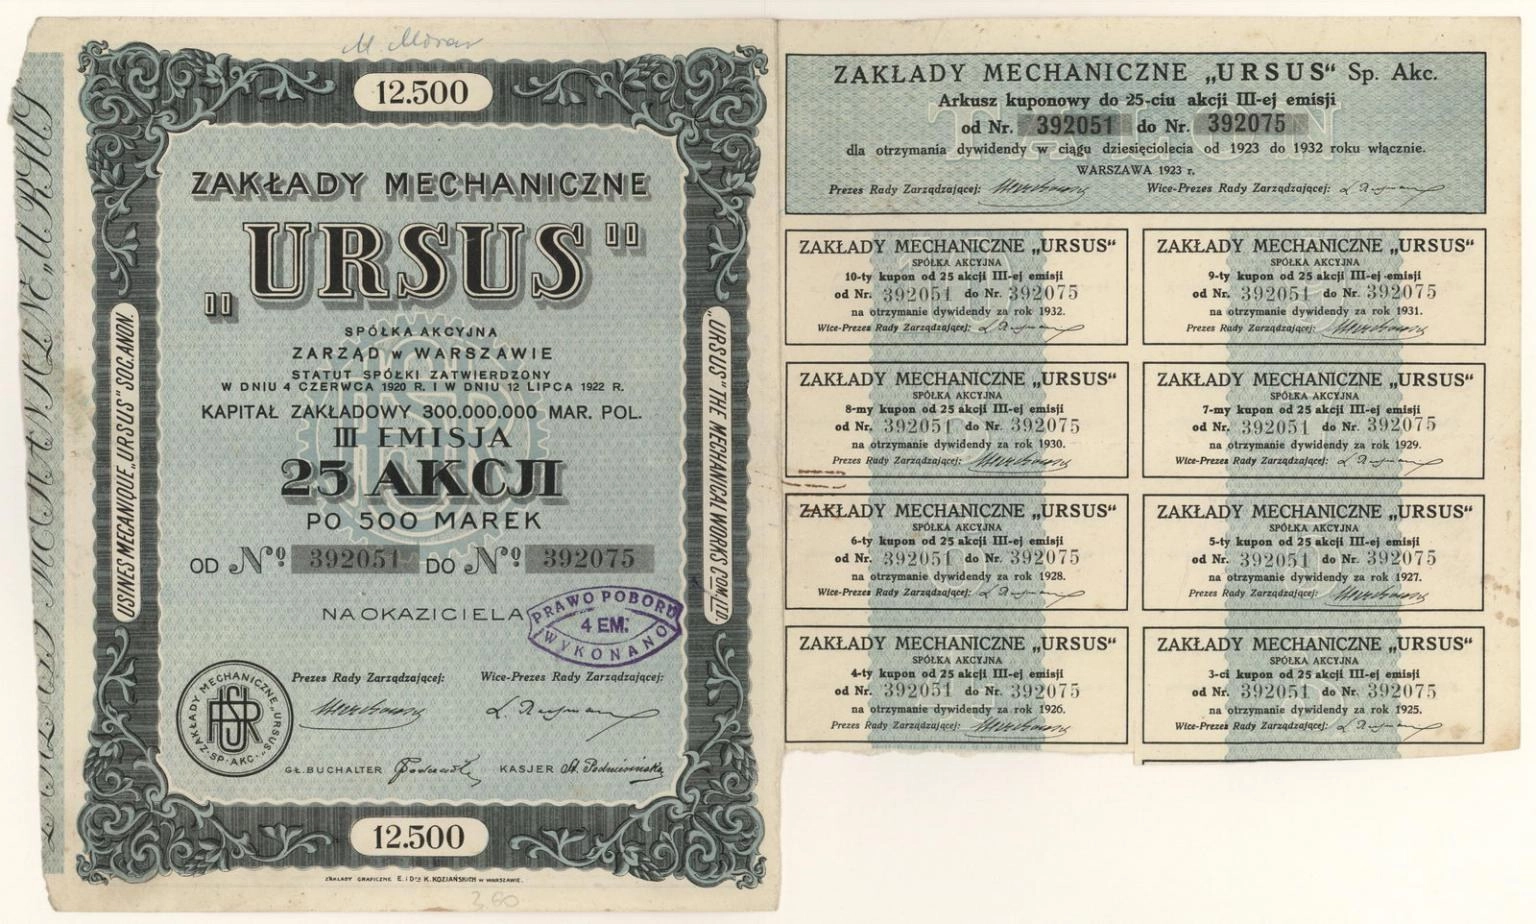 M. Moraw
12.500
ZAKŁADY MECHANICZNE
„URSUS“
SPÓŁKA AKCYJNA
ZARZĄD w WARSZAWIE
STATUT SPÓŁKI ZATWIERDZONY
W DNIU 4 CZERWCA 1920 R. I W DNIU 12 LIPCA 1922 R.
KAPITAŁ ZAKŁADOWY 300.000.000 MAR. POL.
III EMISJA
25 AKCJI
PO 500 MAREK
OD Nº 392051 DO Nº 392075
NA OKAZICIELA
PRAWO POBORU
4 EM.
WYKONANO
Prezes Rady Zarządzającej: Wice-Prezes Rady Zarządzającej:
ZAKŁADY MECHANICZNE „URSUS“ SP. AKC.
GŁ. BUCHALTER KASJER
12.500
USINES MECANIQUE „URSUS“ SOC. ANON.
„URSUS“ THE MECHANICAL WORKS COM. LTD.
ZAKŁADY GRAFICZNE E. i Dra K. KOZIAŃSKICH w WARSZAWIE.
3,60
ZAKŁADY MECHANICZNE „URSUS“ Sp. Akc.
Arkusz kuponowy do 25-ciu akcji III-ej emisji
od Nr. 392051 do Nr. 392075
dla otrzymania dywidendy w ciągu dziesięciolecia od 1923 do 1932 roku włącznie.
WARSZAWA 1923 r.
Prezes Rady Zarządzającej: Wice-Prezes Rady Zarządzającej:
TALON
ZAKŁADY MECHANICZNE „URSUS“
SPÓŁKA AKCYJNA
10-ty kupon od 25 akcji III-ej emisji
od Nr. 392051 do Nr. 392075
na otrzymanie dywidendy za rok 1932.
Wice-Prezes Rady Zarządzającej:
ZAKŁADY MECHANICZNE „URSUS“
SPÓŁKA AKCYJNA
9-ty kupon od 25 akcji III-ej emisji
od Nr. 392051 do Nr. 392075
na otrzymanie dywidendy za rok 1931.
Prezes Rady Zarządzającej:
ZAKŁADY MECHANICZNE „URSUS“
SPÓŁKA AKCYJNA
8-my kupon od 25 akcji III-ej emisji
od Nr. 392051 do Nr. 392075
na otrzymanie dywidendy za rok 1930.
Prezes Rady Zarządzającej:
ZAKŁADY MECHANICZNE „URSUS“
SPÓŁKA AKCYJNA
7-my kupon od 25 akcji III-ej emisji
od Nr. 392051 do Nr. 392075
na otrzymanie dywidendy za rok 1929.
Wice-Prezes Rady Zarządzającej:
ZAKŁADY MECHANICZNE „URSUS“
SPÓŁKA AKCYJNA
6-ty kupon od 25 akcji III-ej emisji
od Nr. 392051 do Nr. 392075
na otrzymanie dywidendy za rok 1928.
Wice-Prezes Rady Zarządzającej:
ZAKŁADY MECHANICZNE „URSUS“
SPÓŁKA AKCYJNA
5-ty kupon od 25 akcji III-ej emisji
od Nr. 392051 do Nr. 392075
na otrzymanie dywidendy za rok 1927.
Prezes Rady Zarządzającej:
ZAKŁADY MECHANICZNE „URSUS“
SPÓŁKA AKCYJNA
4-ty kupon od 25 akcji III-ej emisji
od Nr. 392051 do Nr. 392075
na otrzymanie dywidendy za rok 1926.
Prezes Rady Zarządzającej:
ZAKŁADY MECHANICZNE „URSUS“
SPÓŁKA AKCYJNA
3-ci kupon od 25 akcji III-ej emisji
od Nr. 392051 do Nr. 392075
na otrzymanie dywidendy za rok 1925.
Wice-Prezes Rady Zarządzającej: